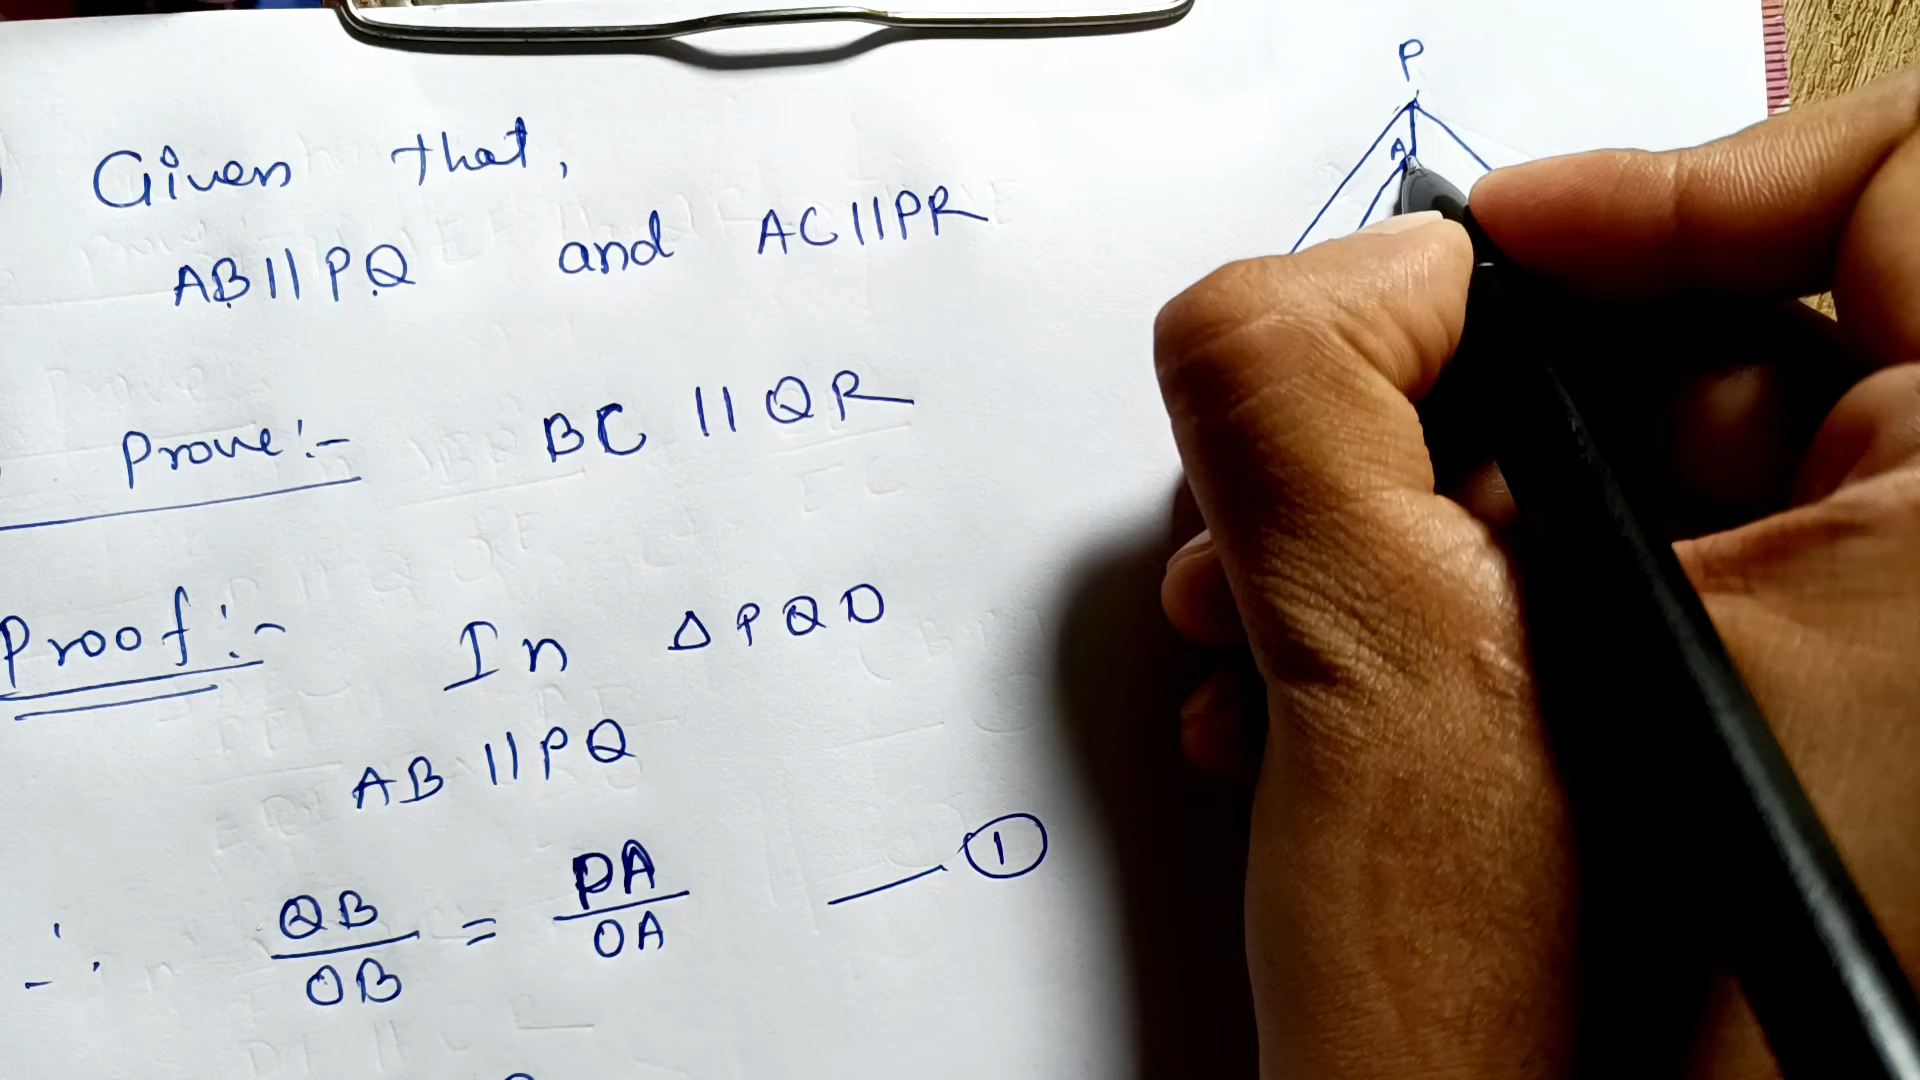 Given that,
AB || PQ and AC || PR
Prove:- BC || QR
Proof:- In △PQO
AB || PQ
∴ QB/OB = PA/OA — ①
P
A